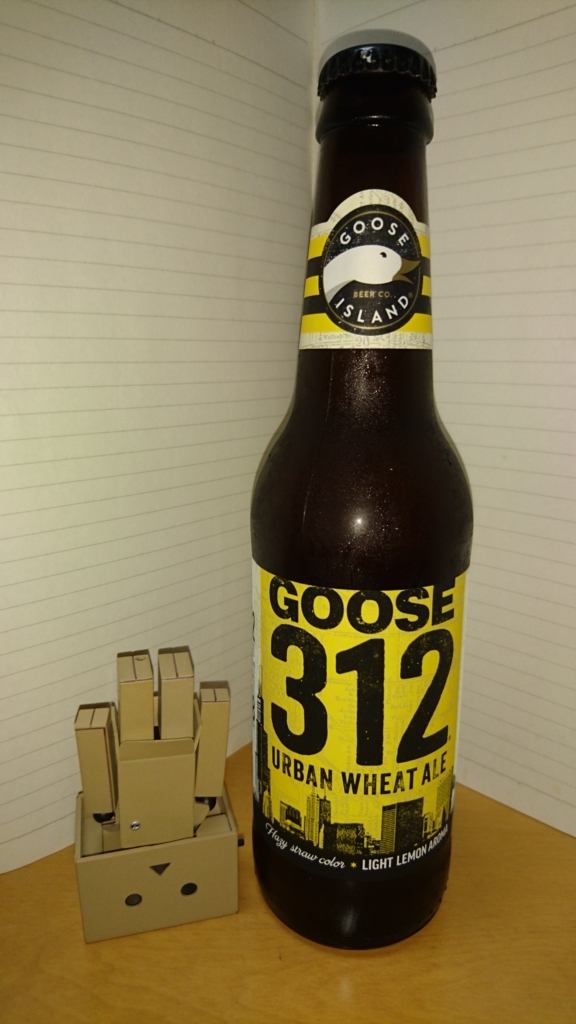 GOOSE
BEER CO.
ISLAND
GOOSE
312
URBAN WHEAT ALE
Hazy straw color * LIGHT LEMON AROMA